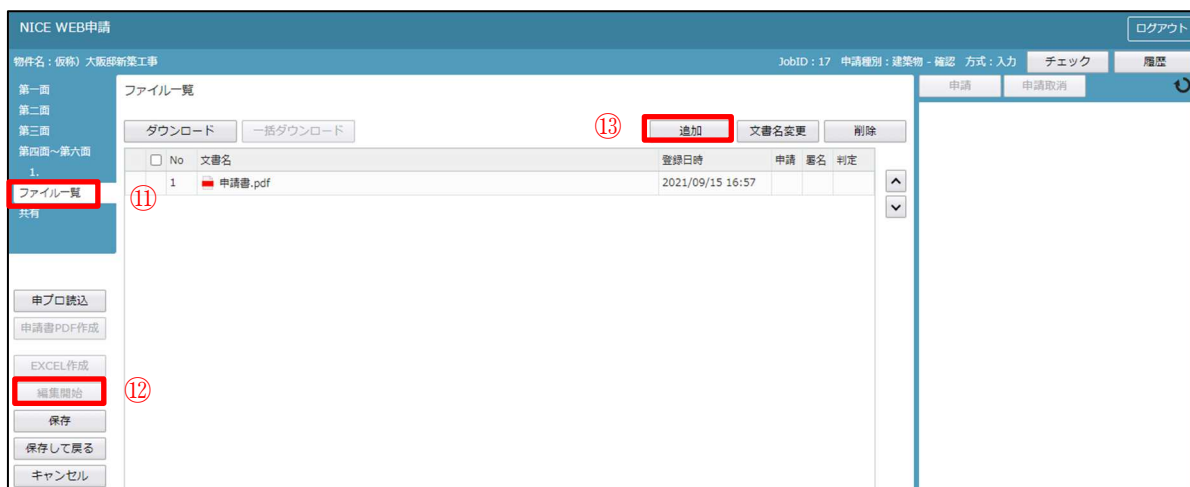 NICE WEB申請 ログアウト
物件名：仮称）大阪邸新築工事 JobID：17 申請種別：建築物 - 確認 方式：入力 チェック 履歴
第一面
第二面
第三面
第四面～第六面
1.
ファイル一覧
共有
申プロ読込
申請書PDF作成
EXCEL作成
編集開始
保存
保存して戻る
キャンセル
⑪
⑫
ファイル一覧
ダウンロード 一括ダウンロード ⑬ 追加 文書名変更 削除
No 文書名 登録日時 申請 署名 判定
1 申請書.pdf 2021/09/15 16:57
申請 申請取消